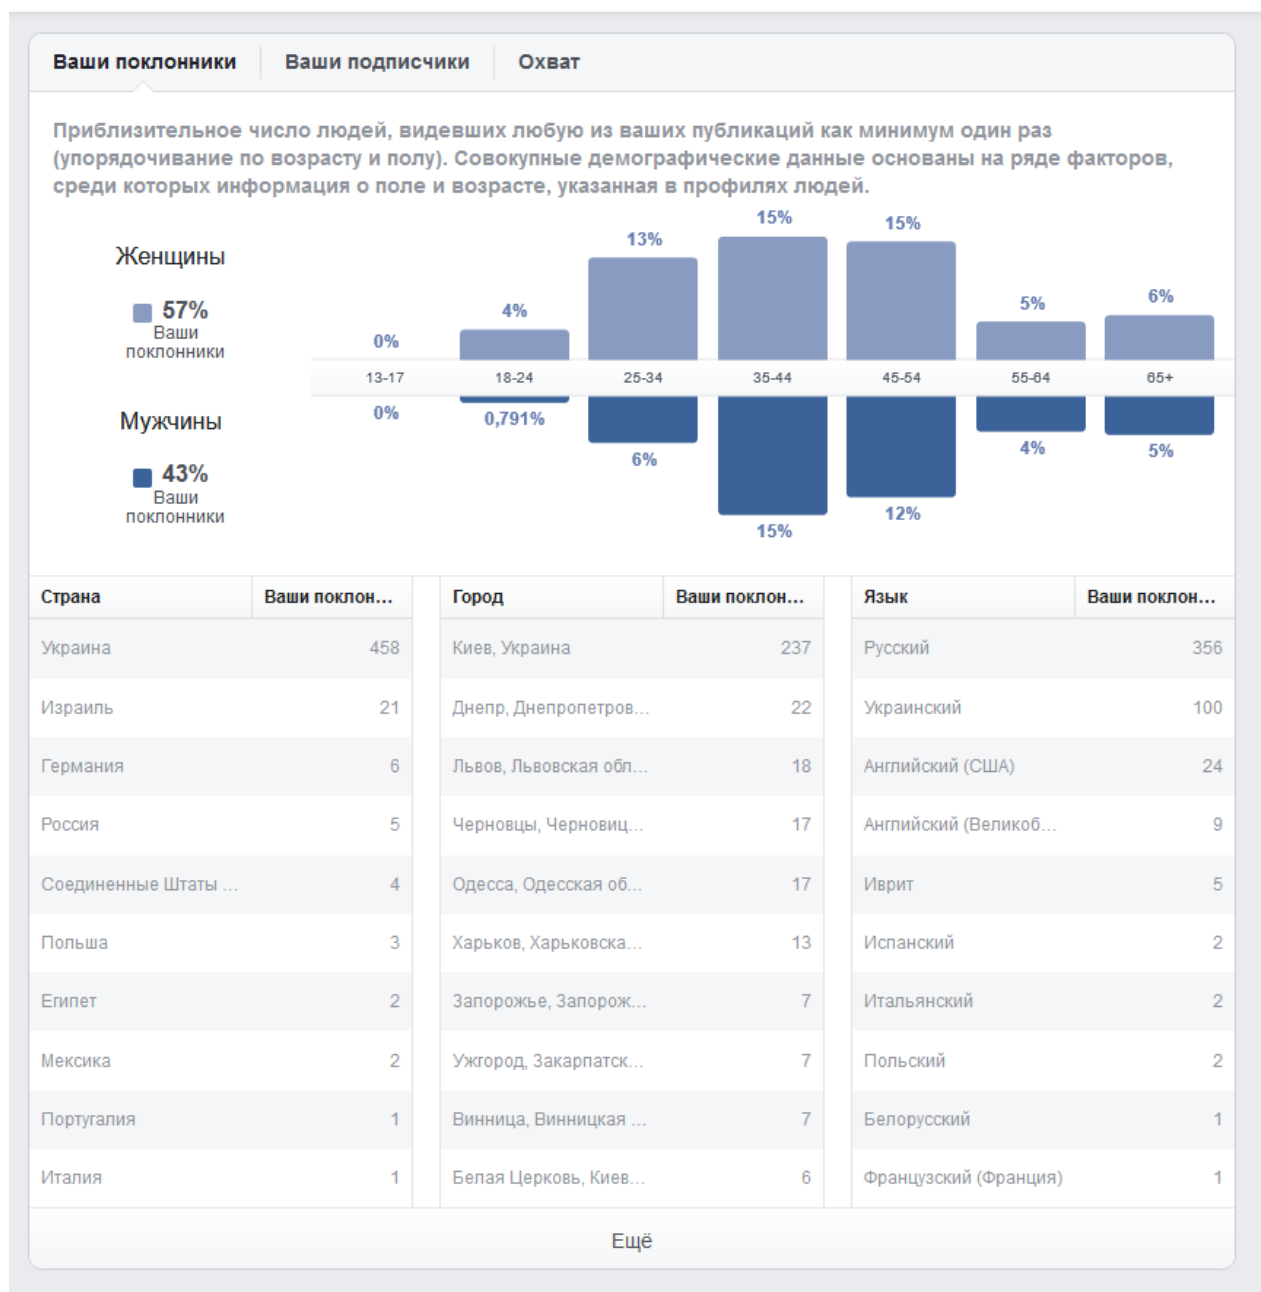 Ваши поклонники Ваши подписчики Охват
Приблизительное число людей, видевших любую из ваших публикаций как минимум один раз
(упорядочивание по возрасту и полу). Совокупные демографические данные основаны на ряде факторов,
среди которых информация о поле и возрасте, указанная в профилях людей.
Женщины
57%
Ваши
поклонники
0% 4% 13% 15% 15% 5% 6%
13-17 18-24 25-34 35-44 45-54 55-64 65+
0% 0,791% 6% 15% 12% 4% 5%
Мужчины
43%
Ваши
поклонники
Страна Ваши поклон... Город Ваши поклон... Язык Ваши поклон...
Украина 458 Киев, Украина 237 Русский 356
Израиль 21 Днепр, Днепропетров... 22 Украинский 100
Германия 6 Львов, Львовская обл... 18 Английский (США) 24
Россия 5 Черновцы, Черновиц... 17 Английский (Великоб... 9
Соединенные Штаты ... 4 Одесса, Одесская об... 17 Иврит 5
Польша 3 Харьков, Харьковска... 13 Испанский 2
Египет 2 Запорожье, Запорож... 7 Итальянский 2
Мексика 2 Ужгород, Закарпатск... 7 Польский 2
Португалия 1 Винница, Винницкая ... 7 Белорусский 1
Италия 1 Белая Церковь, Киев... 6 Французский (Франция) 1
Ещё